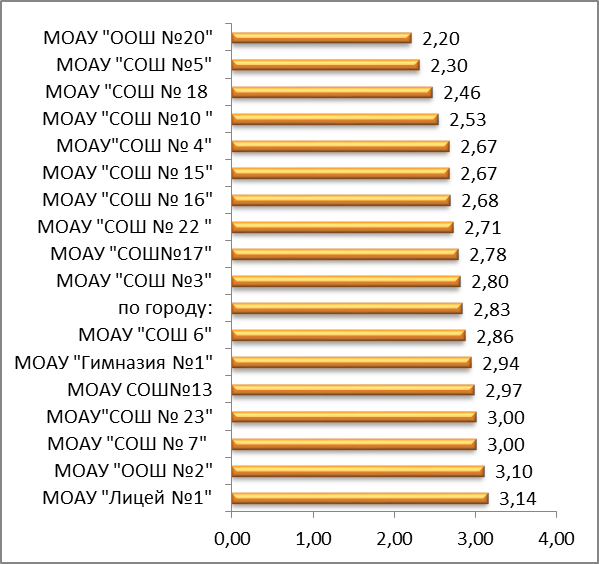 МОАУ "ООШ №20" 2,20
МОАУ "СОШ №5" 2,30
МОАУ "СОШ № 18 2,46
МОАУ "СОШ №10 " 2,53
МОАУ"СОШ № 4" 2,67
МОАУ "СОШ № 15" 2,67
МОАУ "СОШ № 16" 2,68
МОАУ "СОШ № 22 " 2,71
МОАУ "СОШ№17" 2,78
МОАУ "СОШ №3" 2,80
по городу: 2,83
МОАУ "СОШ 6" 2,86
МОАУ "Гимназия №1" 2,94
МОАУ СОШ№13 2,97
МОАУ"СОШ № 23" 3,00
МОАУ "СОШ № 7" 3,00
МОАУ "ООШ №2" 3,10
МОАУ "Лицей №1" 3,14
0,00 1,00 2,00 3,00 4,00